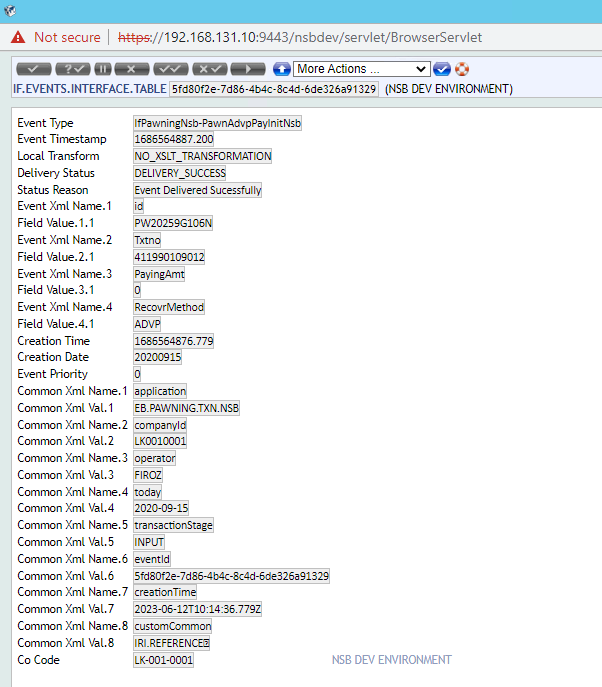 Not secure https://192.168.131.10:9443/nsbdev/servlet/BrowserServlet
More Actions ...
IF.EVENTS.INTERFACE.TABLE 5fd80f2e-7d86-4b4c-8c4d-6de326a91329 (NSB DEV ENVIRONMENT)
Event Type IfPawningNsb-PawnAdvpPayInitNsb
Event Timestamp 1686564887.200
Local Transform NO_XSLT_TRANSFORMATION
Delivery Status DELIVERY_SUCCESS
Status Reason Event Delivered Sucessfully
Event Xml Name.1 id
Field Value.1.1 PW20259G106N
Event Xml Name.2 Txtno
Field Value.2.1 411990109012
Event Xml Name.3 PayingAmt
Field Value.3.1 0
Event Xml Name.4 RecovrMethod
Field Value.4.1 ADVP
Creation Time 1686564876.779
Creation Date 20200915
Event Priority 0
Common Xml Name.1 application
Common Xml Val.1 EB.PAWNING.TXN.NSB
Common Xml Name.2 companyId
Common Xml Val.2 LK0010001
Common Xml Name.3 operator
Common Xml Val.3 FIROZ
Common Xml Name.4 today
Common Xml Val.4 2020-09-15
Common Xml Name.5 transactionStage
Common Xml Val.5 INPUT
Common Xml Name.6 eventId
Common Xml Val.6 5fd80f2e-7d86-4b4c-8c4d-6de326a91329
Common Xml Name.7 creationTime
Common Xml Val.7 2023-06-12T10:14:36.779Z
Common Xml Name.8 customCommon
Common Xml Val.8 IRI.REFERENCE
Co Code LK-001-0001 NSB DEV ENVIRONMENT